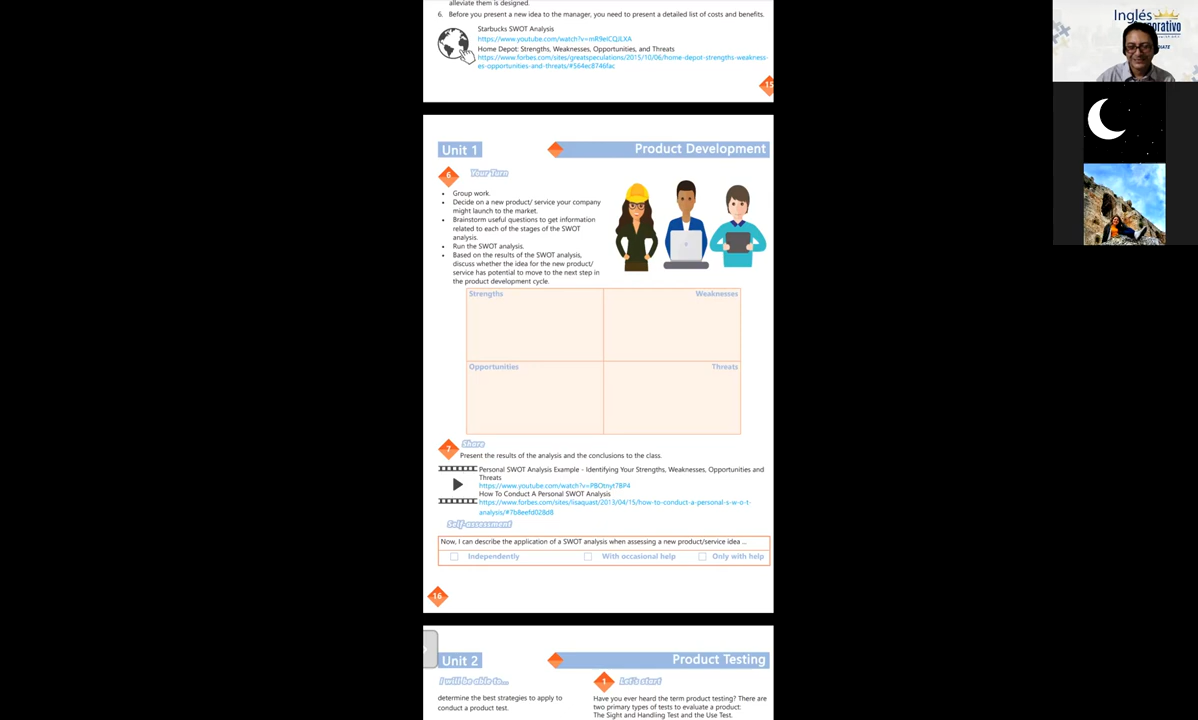 alleviate them is designed.
6. Before you present a new idea to the manager, you need to present a detailed list of costs and benefits.
Starbucks SWOT Analysis
https://www.youtube.com/watch?v=mR9eICQJLXA
Home Depot: Strengths, Weaknesses, Opportunities, and Threats
https://www.forbes.com/sites/greatspeculations/2015/10/06/home-depot-strengths-weakness-
es-opportunities-and-threats/#564ec8746fac
15
Unit 1
Product Development
6
Your Turn
• Group work.
• Decide on a new product/ service your company
might launch to the market.
• Brainstorm useful questions to get information
related to each of the stages of the SWOT
analysis.
• Run the SWOT analysis.
• Based on the results of the SWOT analysis,
discuss whether the idea for the new product/
service has potential to move to the next step in
the product development cycle.
Strengths
Weaknesses
Opportunities
Threats
7
Share
Present the results of the analysis and the conclusions to the class.
Personal SWOT Analysis Example - Identifying Your Strengths, Weaknesses, Opportunities and
Threats
https://www.youtube.com/watch?v=PBOtnyt7BP4
How To Conduct A Personal SWOT Analysis
https://www.forbes.com/sites/lisaquast/2013/04/15/how-to-conduct-a-personal-s-w-o-t-
analysis/#7b8eefd028d8
Self-assessment
Now, I can describe the application of a SWOT analysis when assessing a new product/service idea ...
Independently
With occasional help
Only with help
16
Unit 2
Product Testing
I will be able to...
determine the best strategies to apply to
conduct a product test.
1
Let's start
Have you ever heard the term product testing? There are
two primary types of tests to evaluate a product:
The Sight and Handling Test and the Use Test.
Inglés